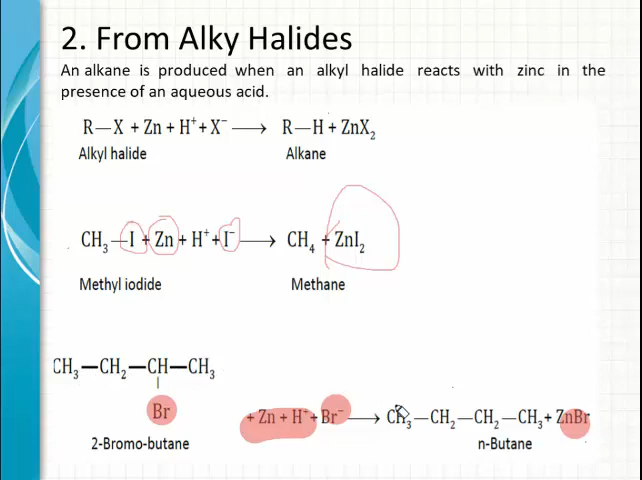 2. From Alky Halides
An alkane is produced when an alkyl halide reacts with zinc in the
presence of an aqueous acid.
R—X + Zn + H⁺ + X⁻ ⟶ R—H + ZnX₂
Alkyl halide Alkane
CH₃—I + Zn + H⁺ + I⁻ ⟶ CH₄ + ZnI₂
Methyl iodide Methane
CH₃—CH₂—CH—CH₃
Br + Zn + H⁺ + Br⁻ ⟶ CH₃—CH₂—CH₂—CH₃ + ZnBr
2-Bromo-butane n-Butane